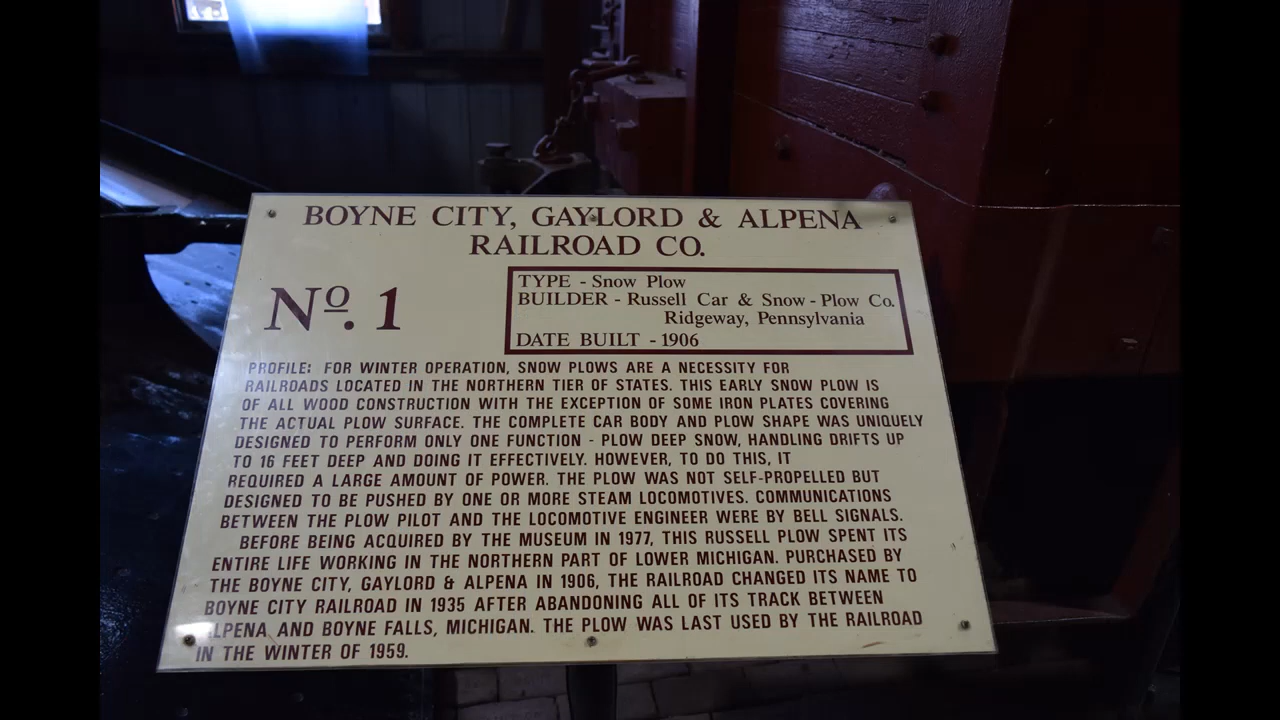 BOYNE CITY, GAYLORD & ALPENA
RAILROAD CO.
Nº. 1
TYPE - Snow Plow
BUILDER - Russell Car & Snow - Plow Co.
Ridgeway, Pennsylvania
DATE BUILT - 1906
PROFILE: FOR WINTER OPERATION, SNOW PLOWS ARE A NECESSITY FOR
RAILROADS LOCATED IN THE NORTHERN TIER OF STATES. THIS EARLY SNOW PLOW IS
OF ALL WOOD CONSTRUCTION WITH THE EXCEPTION OF SOME IRON PLATES COVERING
THE ACTUAL PLOW SURFACE. THE COMPLETE CAR BODY AND PLOW SHAPE WAS UNIQUELY
DESIGNED TO PERFORM ONLY ONE FUNCTION - PLOW DEEP SNOW, HANDLING DRIFTS UP
TO 16 FEET DEEP AND DOING IT EFFECTIVELY. HOWEVER, TO DO THIS, IT
REQUIRED A LARGE AMOUNT OF POWER. THE PLOW WAS NOT SELF-PROPELLED BUT
DESIGNED TO BE PUSHED BY ONE OR MORE STEAM LOCOMOTIVES. COMMUNICATIONS
BETWEEN THE PLOW PILOT AND THE LOCOMOTIVE ENGINEER WERE BY BELL SIGNALS.
BEFORE BEING ACQUIRED BY THE MUSEUM IN 1977, THIS RUSSELL PLOW SPENT ITS
ENTIRE LIFE WORKING IN THE NORTHERN PART OF LOWER MICHIGAN. PURCHASED BY
THE BOYNE CITY, GAYLORD & ALPENA IN 1906, THE RAILROAD CHANGED ITS NAME TO
BOYNE CITY RAILROAD IN 1935 AFTER ABANDONING ALL OF ITS TRACK BETWEEN
ALPENA AND BOYNE FALLS, MICHIGAN. THE PLOW WAS LAST USED BY THE RAILROAD
IN THE WINTER OF 1959.